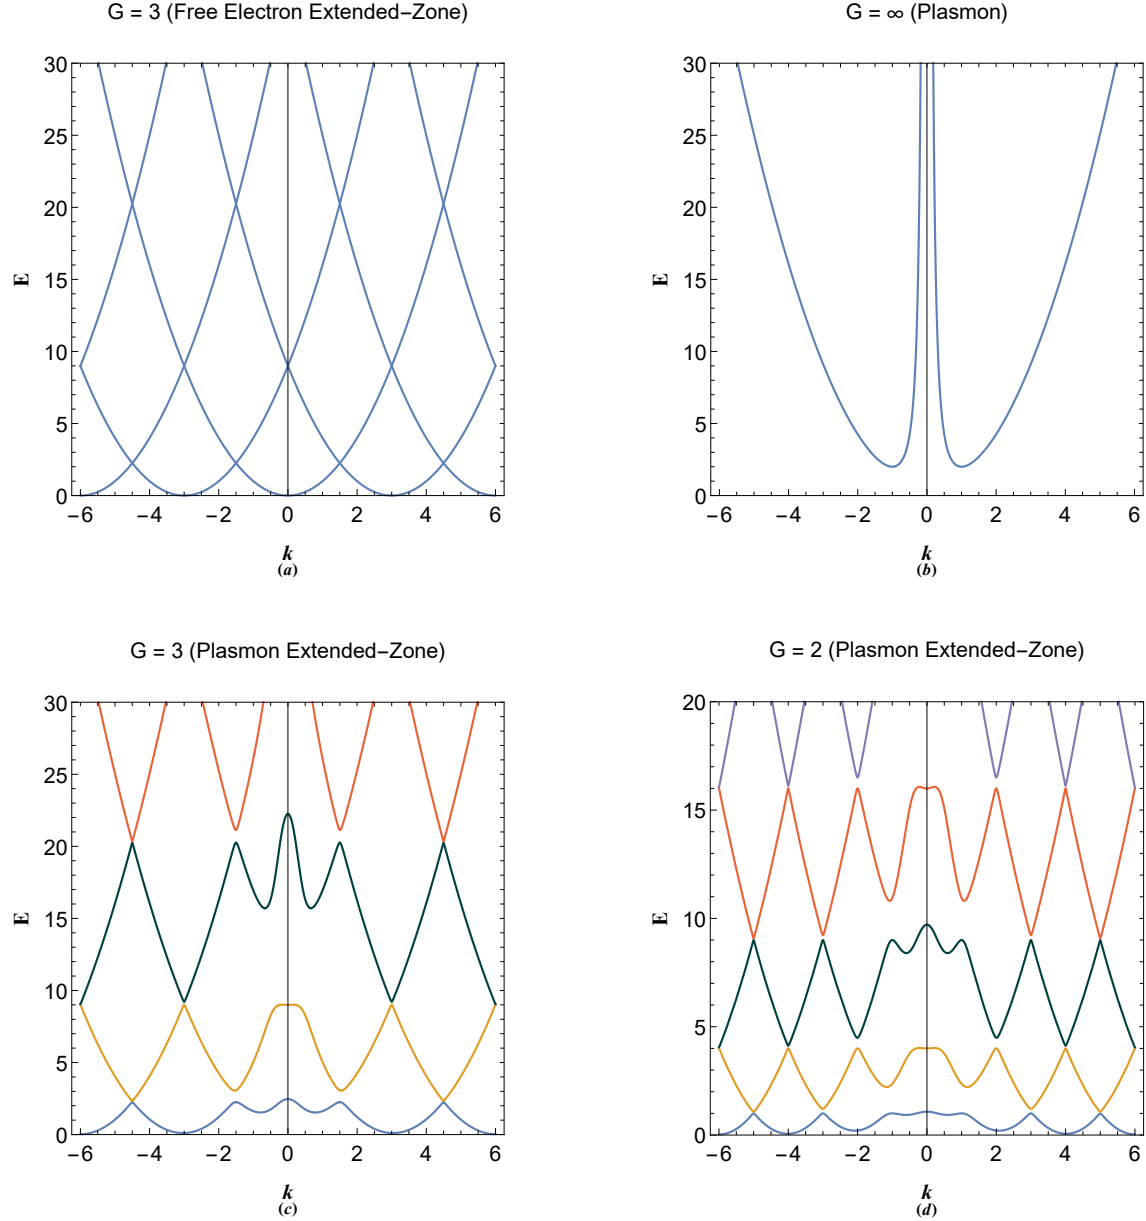 G = 3 (Free Electron Extended−Zone)
30
25
20
15
10
5
0
E
−6 −4 −2 0 2 4 6
k
(a)
G = ∞ (Plasmon)
30
25
20
15
10
5
0
E
−6 −4 −2 0 2 4 6
k
(b)
G = 3 (Plasmon Extended−Zone)
30
25
20
15
10
5
0
E
−6 −4 −2 0 2 4 6
k
(c)
G = 2 (Plasmon Extended−Zone)
20
15
10
5
0
E
−6 −4 −2 0 2 4 6
k
(d)